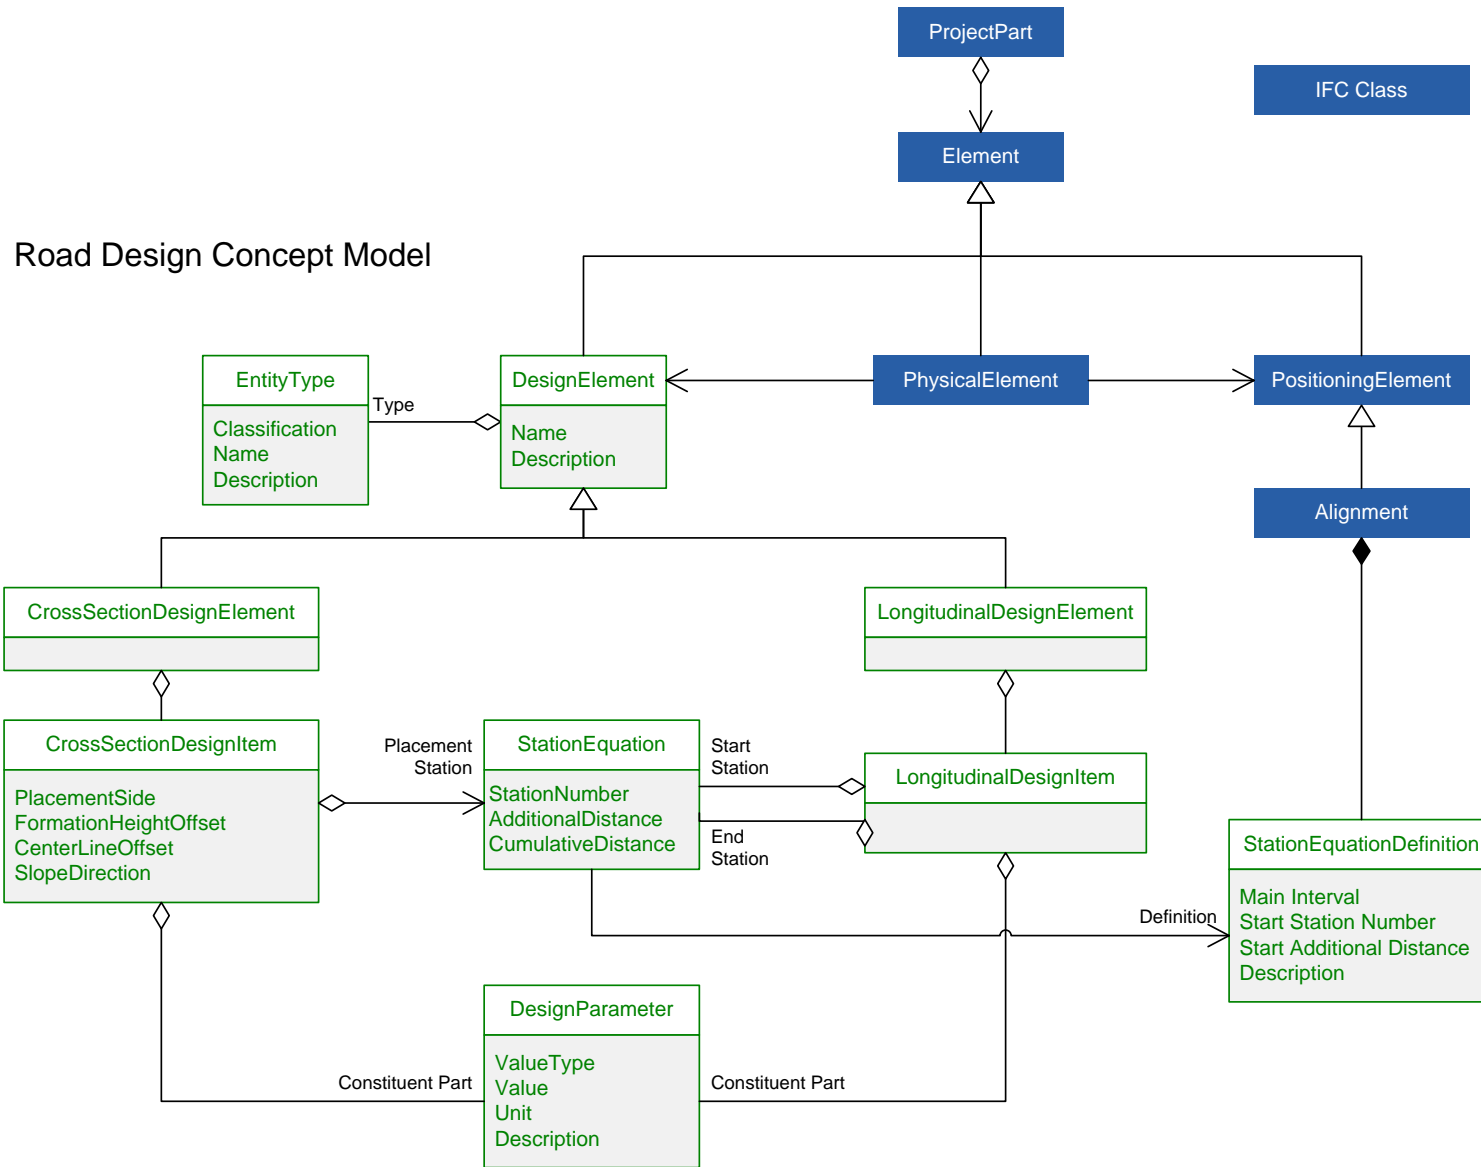 ProjectPart
IFC Class
Element
Road Design Concept Model
EntityType
Classification
Name
Description
Type
DesignElement
Name
Description
PhysicalElement
PositioningElement
Alignment
CrossSectionDesignElement
LongitudinalDesignElement
CrossSectionDesignItem
PlacementSide
FormationHeightOffset
CenterLineOffset
SlopeDirection
Placement
Station
StationEquation
StationNumber
AdditionalDistance
CumulativeDistance
Start
Station
End
Station
LongitudinalDesignItem
StationEquationDefinition
Main Interval
Start Station Number
Start Additional Distance
Description
Definition
DesignParameter
ValueType
Value
Unit
Description
Constituent Part
Constituent Part